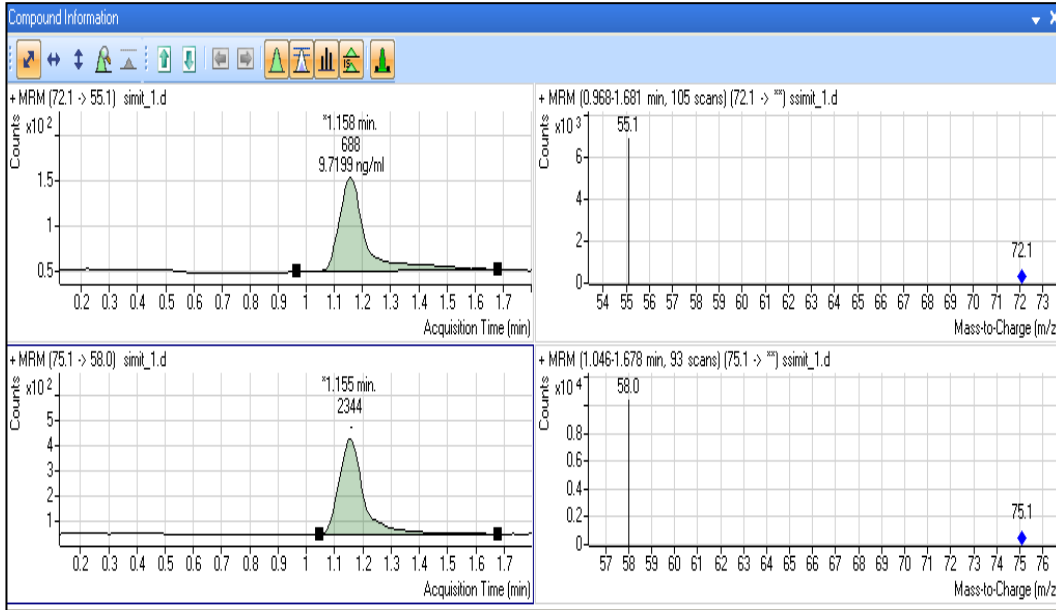 Compound Information
+ MRM (72.1 -> 55.1) simit_1.d
Counts
x10 2
*1.158 min.
688
9.7199 ng/ml
1.5
1
0.5
0.2 0.3 0.4 0.5 0.6 0.7 0.8 0.9 1 1.1 1.2 1.3 1.4 1.5 1.6 1.7
Acquisition Time (min)
+ MRM (0.968-1.681 min, 105 scans) (72.1 -> **) ssimit_1.d
Counts
x10 3
55.1
6
4
2
0
72.1
54 55 56 57 58 59 60 61 62 63 64 65 66 67 68 69 70 71 72 73
Mass-to-Charge (m/z
+ MRM (75.1 -> 58.0) simit_1.d
Counts
x10 2
*1.155 min.
2344
5
4
3
2
1
0.2 0.3 0.4 0.5 0.6 0.7 0.8 0.9 1 1.1 1.2 1.3 1.4 1.5 1.6 1.7
Acquisition Time (min)
+ MRM (1.046-1.678 min, 93 scans) (75.1 -> **) ssimit_1.d
Counts
x10 4
58.0
0.8
0.6
0.4
0.2
0
75.1
57 58 59 60 61 62 63 64 65 66 67 68 69 70 71 72 73 74 75 76
Mass-to-Charge (m/z